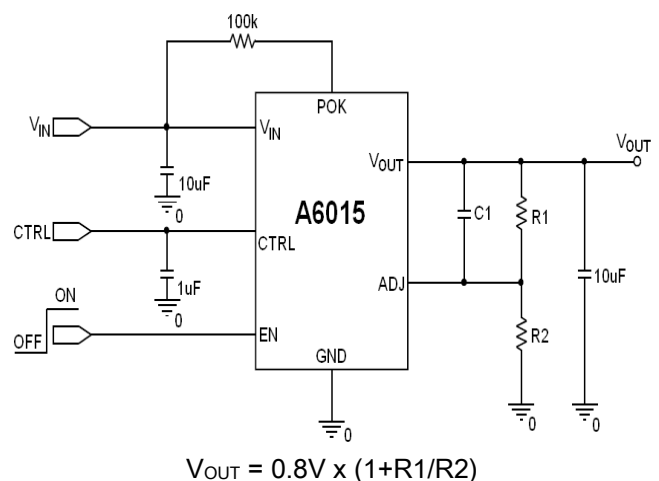 100k
POK
VIN
VIN
10uF
0
A6015
VOUT
VOUT
C1
R1
CTRL
CTRL
1uF
0
ADJ
10uF
ON
OFF
EN
R2
GND
0
0
0
VOUT = 0.8V x (1+R1/R2)